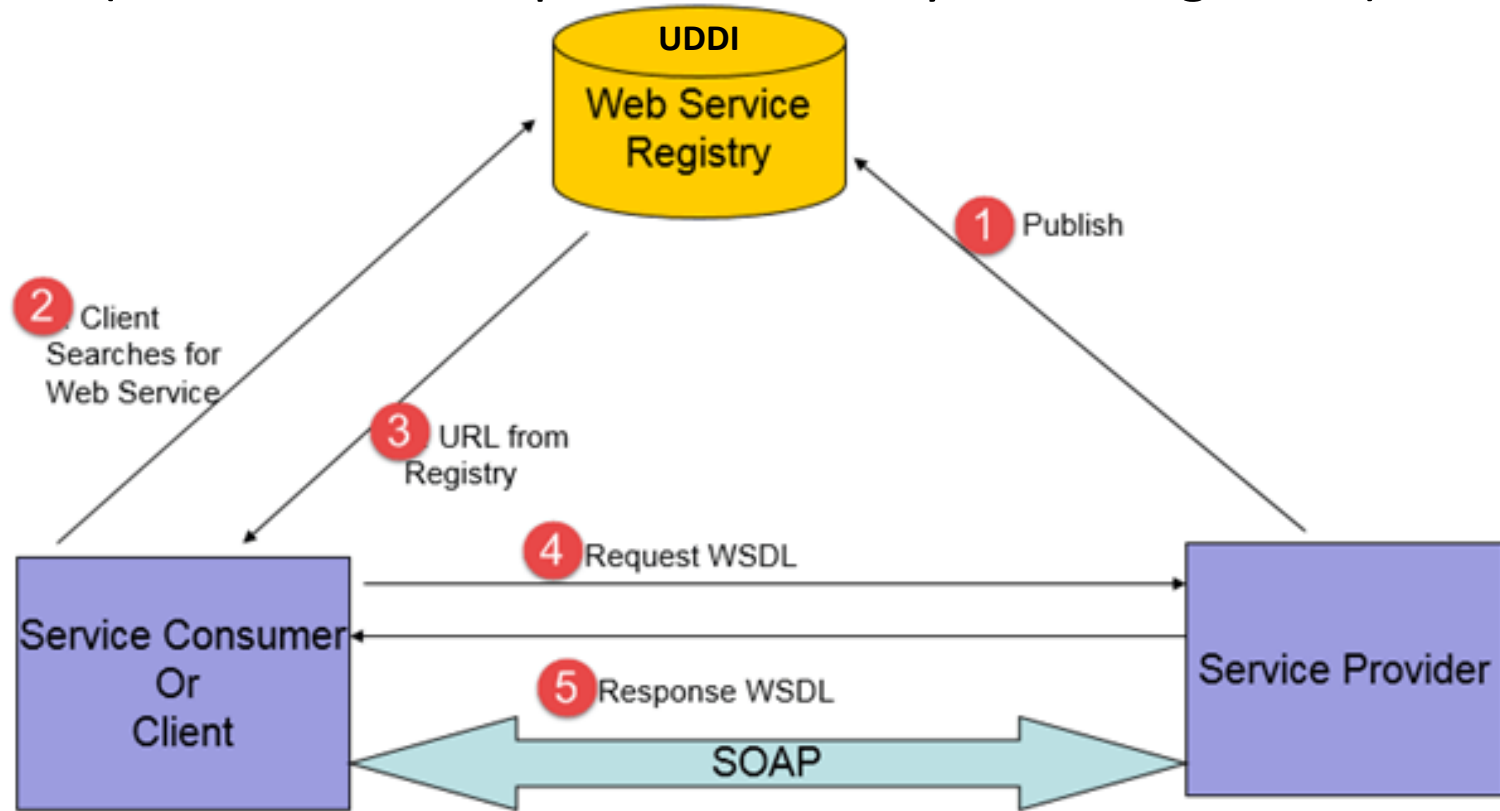 UDDI
Web Service
Registry
1 Publish
2 Client
Searches for
Web Service
3 URL from
Registry
4 Request WSDL
Service Consumer
Or
Client
Service Provider
5 Response WSDL
SOAP